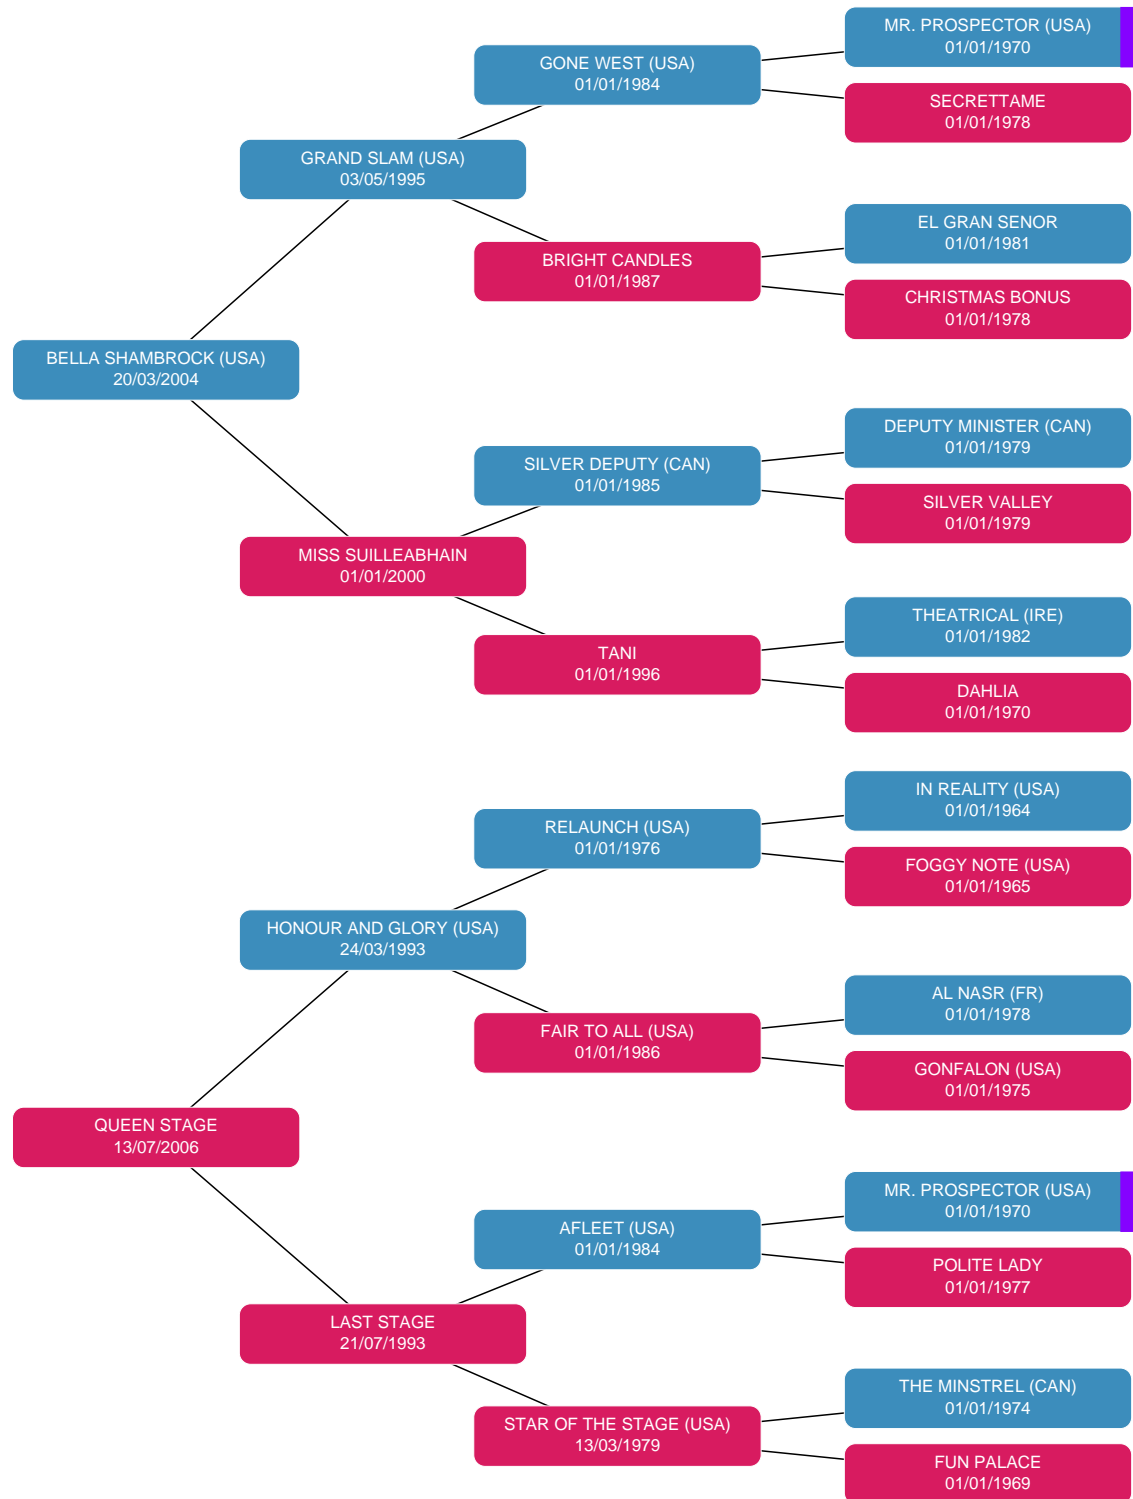 MR. PROSPECTOR (USA)
01/01/1970
GONE WEST (USA)
01/01/1984
SECRETTAME
01/01/1978
GRAND SLAM (USA)
03/05/1995
EL GRAN SENOR
01/01/1981
BRIGHT CANDLES
01/01/1987
CHRISTMAS BONUS
01/01/1978
BELLA SHAMBROCK (USA)
20/03/2004
DEPUTY MINISTER (CAN)
01/01/1979
SILVER DEPUTY (CAN)
01/01/1985
SILVER VALLEY
01/01/1979
MISS SUILLEABHAIN
01/01/2000
THEATRICAL (IRE)
01/01/1982
TANI
01/01/1996
DAHLIA
01/01/1970
IN REALITY (USA)
01/01/1964
RELAUNCH (USA)
01/01/1976
FOGGY NOTE (USA)
01/01/1965
HONOUR AND GLORY (USA)
24/03/1993
AL NASR (FR)
01/01/1978
FAIR TO ALL (USA)
01/01/1986
GONFALON (USA)
01/01/1975
QUEEN STAGE
13/07/2006
MR. PROSPECTOR (USA)
01/01/1970
AFLEET (USA)
01/01/1984
POLITE LADY
01/01/1977
LAST STAGE
21/07/1993
THE MINSTREL (CAN)
01/01/1974
STAR OF THE STAGE (USA)
13/03/1979
FUN PALACE
01/01/1969